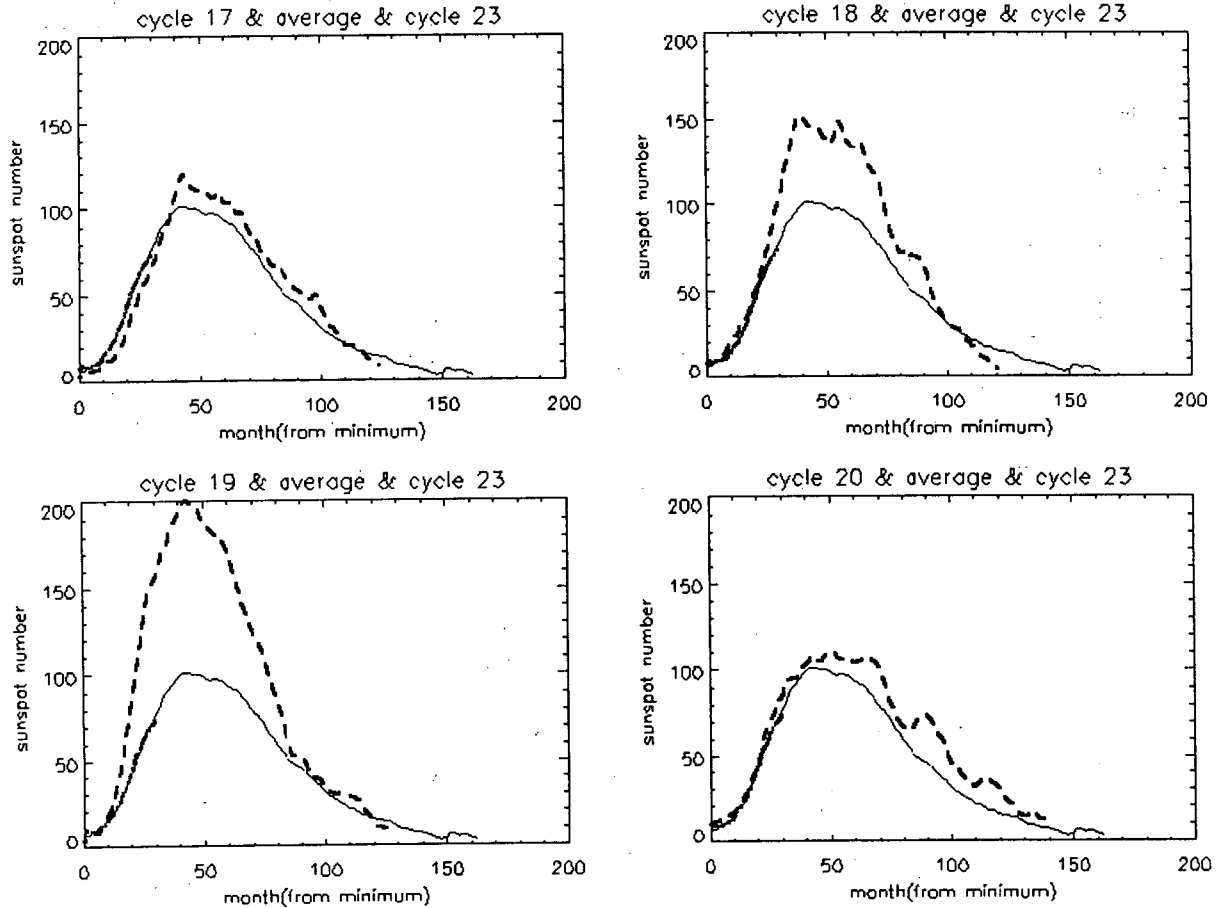 cycle 17 & average & cycle 23
200
150
100
50
0
sunspot number
0 50 100 150 200
month(from minimum)
cycle 18 & average & cycle 23
200
150
100
50
0
sunspot number
0 50 100 150 200
month(from minimum)
cycle 19 & average & cycle 23
200
150
100
50
0
sunspot number
0 50 100 150 200
month(from minimum)
cycle 20 & average & cycle 23
200
150
100
50
0
sunspot number
0 50 100 150 200
month(from minimum)